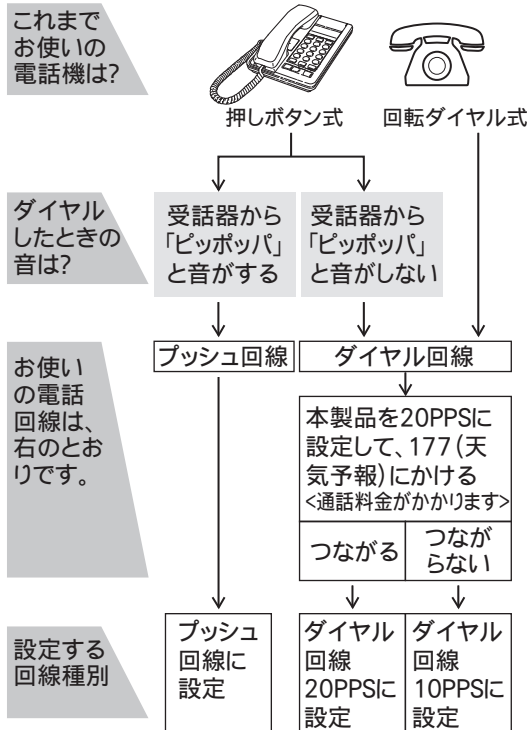 これまで
お使いの
電話機は?
押しボタン式
回転ダイヤル式
ダイヤル
したときの
音は?
受話器から
「ピッポッパ」
と音がする
受話器から
「ピッポッパ」
と音がしない
お使い
の電話
回線は、
右のとお
りです。
プッシュ回線
ダイヤル回線
本製品を20PPSに
設定して、177(天
気予報)にかける
<通話料金がかかります>
つながる
つなが
らない
設定する
回線種別
プッシュ
回線に
設定
ダイヤル
回線
20PPSに
設定
ダイヤル
回線
10PPSに
設定